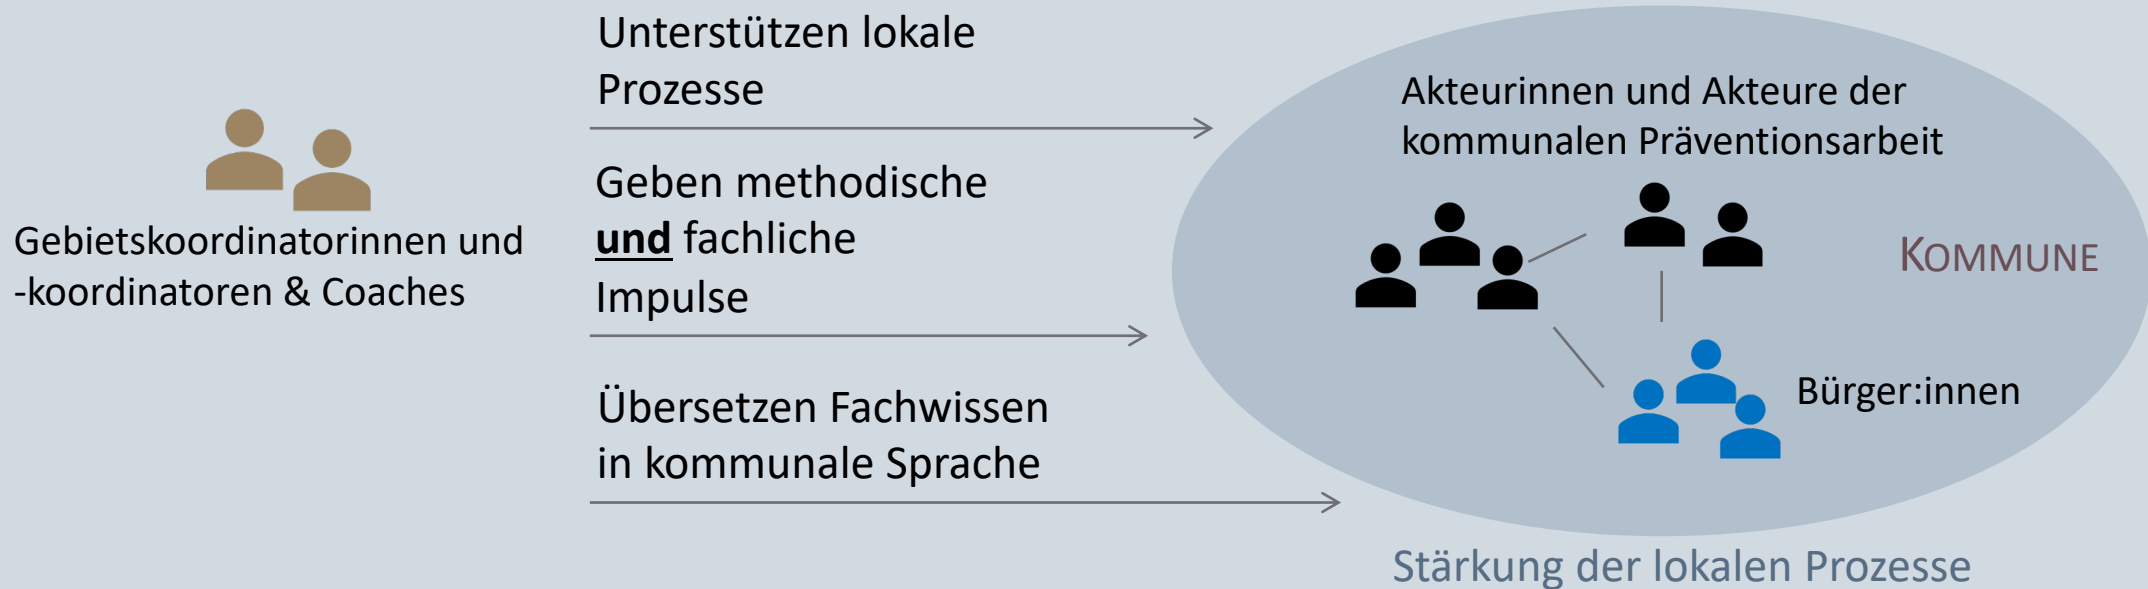 Gebietskoordinatorinnen und
-koordinatoren & Coaches
Unterstützen lokale
Prozesse
Geben methodische
und fachliche
Impulse
Übersetzen Fachwissen
in kommunale Sprache
Akteurinnen und Akteure der
kommunalen Präventionsarbeit
KOMMUNE
Bürger:innen
Stärkung der lokalen Prozesse